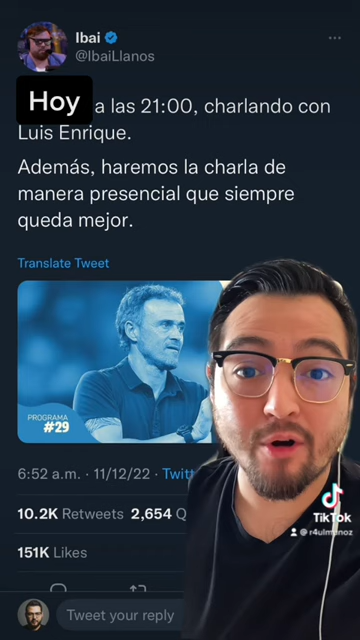 Ibai
@IbaiLlanos
Hoy a las 21:00, charlando con
Luis Enrique.
Además, haremos la charla de
manera presencial que siempre
queda mejor.
Translate Tweet
PROGRAMA
#29
6:52 a.m. · 11/12/22 · Twitt
10.2K Retweets 2,654 Q
151K Likes
TikTok
@r4ulmunoz
Tweet your reply